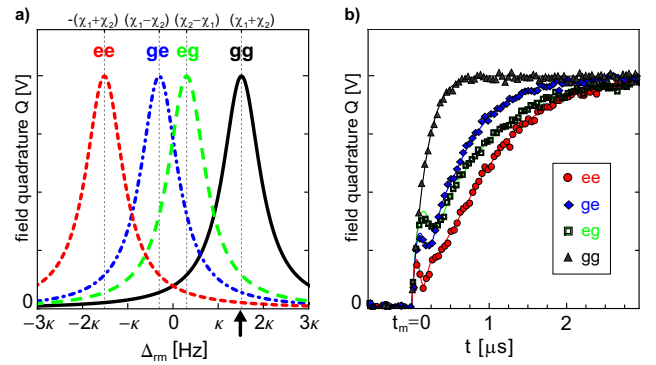 a)
-(χ₁+χ₂) (χ₁−χ₂) (χ₂−χ₁) (χ₁+χ₂)
ee ge eg gg
field quadrature Q [V]
0
−3κ −2κ −κ 0 κ 2κ 3κ
Δrm [Hz]
b)
field quadrature Q [V]
ee
ge
eg
gg
0
tm=0 1 2
t [μs]